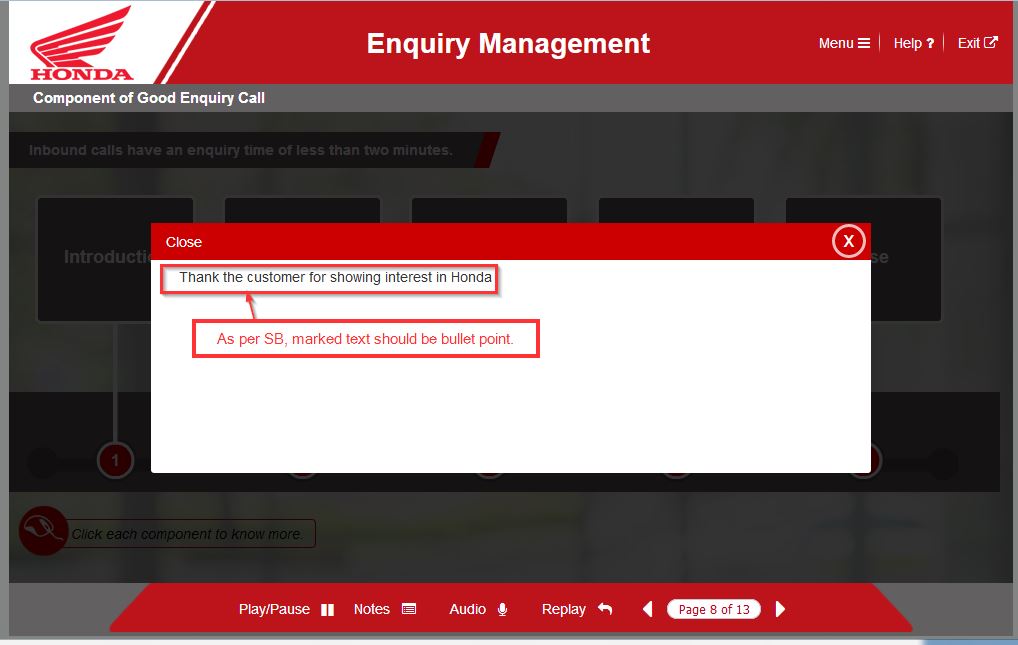 HONDA
Enquiry Management
Menu
Help ?
Exit
Component of Good Enquiry Call
Inbound calls have an enquiry time of less than two minutes.
Close
X
Thank the customer for showing interest in Honda
As per SB, marked text should be bullet point.
1
Click each component to know more.
Play/Pause
Notes
Audio
Replay
Page 8 of 13